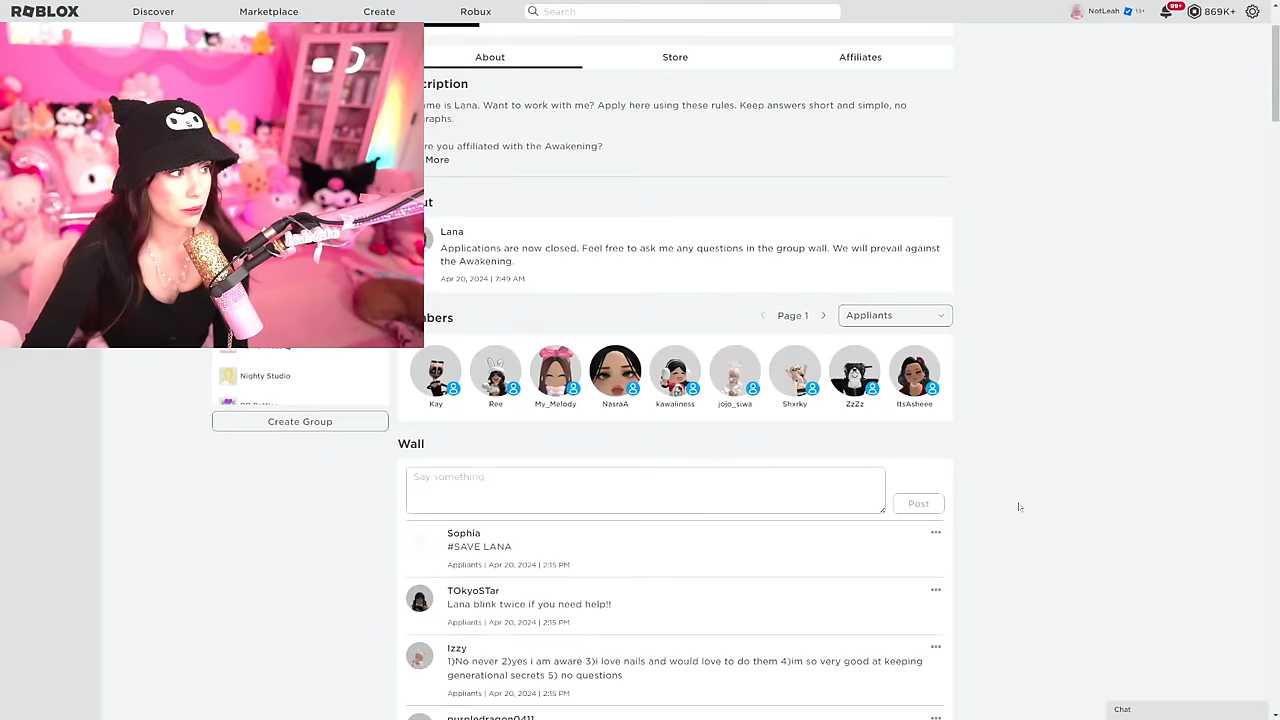 ROBLOX
Discover
Marketplace
Create
Robux
Search
NotLeah
13+
99+
869K+
About
Store
Affiliates
cription
me is Lana. Want to work with me? Apply here using these rules. Keep answers short and simple, no
raphs.
re you affiliated with the Awakening?
More
ut
Lana
Applications are now closed. Feel free to ask me any questions in the group wall. We will prevail against
the Awakening.
Apr 20, 2024 | 7:49 AM
bers
Page 1
Appliants
Kay
Ree
My_Melody
NasraA
kawaiiness
jojo_siwa
Shxrky
ZzZz
ItsAsheee
Nighty Studio
Create Group
Wall
Say something
Post
Sophia
#SAVE LANA
Appliants | Apr 20, 2024 | 2:15 PM
TOkyoSTar
Lana blink twice if you need help!!
Appliants | Apr 20, 2024 | 2:15 PM
Izzy
1)No never 2)yes i am aware 3)i love nails and would love to do them 4)im so very good at keeping
generational secrets 5) no questions
Appliants | Apr 20, 2024 | 2:15 PM
purpledragon0411
Chat